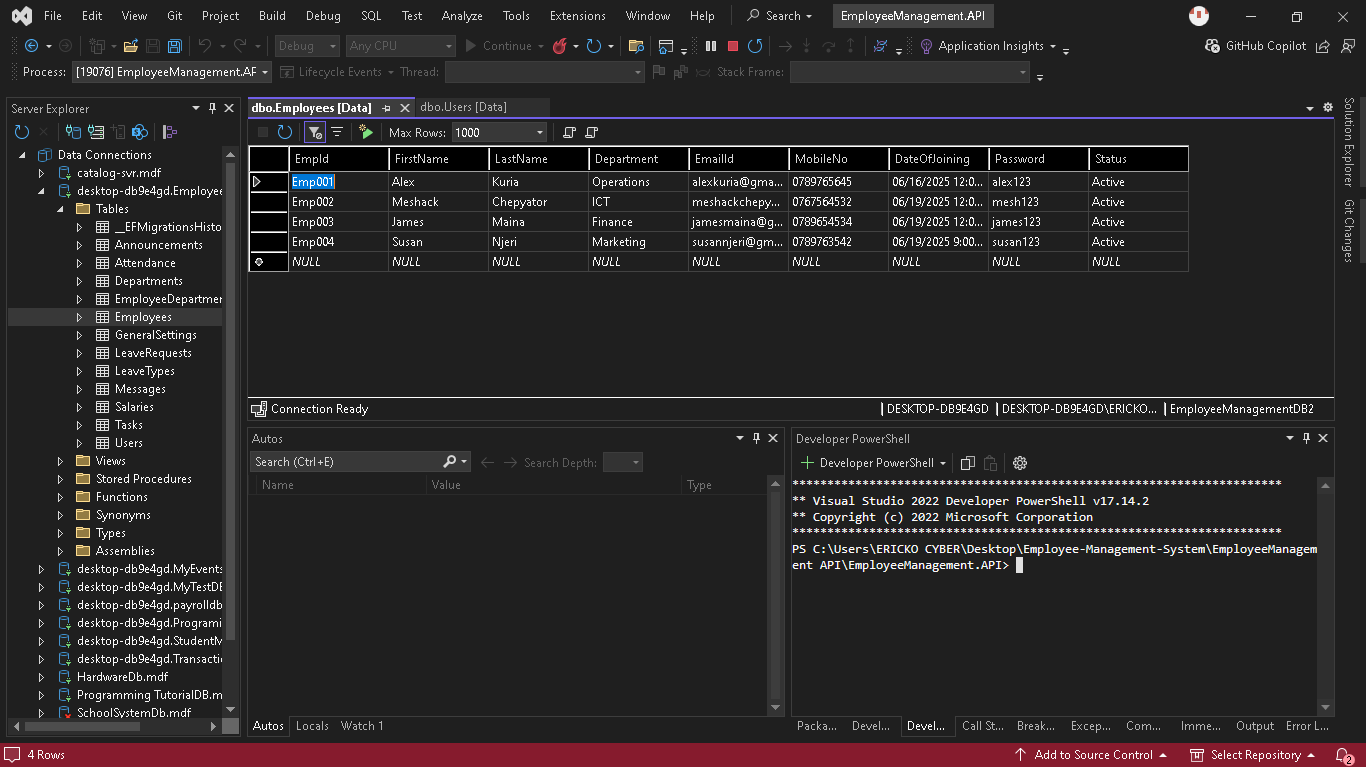 File Edit View Git Project Build Debug SQL Test Analyze Tools Extensions Window Help Search EmployeeManagement.API
Debug Any CPU Continue Application Insights GitHub Copilot
Process: [19076] EmployeeManagement.AF Lifecycle Events Thread: Stack Frame:
Server Explorer
Data Connections
catalog-svr.mdf
desktop-db9e4gd.Employee
Tables
__EFMigrationsHisto
Announcements
Attendance
Departments
EmployeeDepartmen
Employees
GeneralSettings
LeaveRequests
LeaveTypes
Messages
Salaries
Tasks
Users
Views
Stored Procedures
Functions
Synonyms
Types
Assemblies
desktop-db9e4gd.MyEvents
desktop-db9e4gd.MyTestDE
desktop-db9e4gd.payrolldb
desktop-db9e4gd.Programi
desktop-db9e4gd.StudentM
desktop-db9e4gd.Transactic
HardwareDb.mdf
Programming TutorialDB.m
SchoolSystemDb.mdf
dbo.Employees [Data] dbo.Users [Data]
Max Rows: 1000
EmpId FirstName LastName Department EmailId MobileNo DateOfJoining Password Status
Emp001 Alex Kuria Operations alexkuria@gma... 0789765645 06/16/2025 12:0... alex123 Active
Emp002 Meshack Chepyator ICT meshackchepy... 0767564532 06/19/2025 12:0... mesh123 Active
Emp003 James Maina Finance jamesmaina@g... 0789654534 06/19/2025 12:0... james123 Active
Emp004 Susan Njeri Marketing susannjeri@gm... 0789763542 06/19/2025 9:00... susan123 Active
NULL NULL NULL NULL NULL NULL NULL NULL NULL
Connection Ready DESKTOP-DB9E4GD DESKTOP-DB9E4GD\ERICKO... EmployeeManagementDB2
Autos
Search (Ctrl+E) Search Depth:
Name Value Type
Autos Locals Watch 1
Developer PowerShell
Developer PowerShell
**********************************************************************
** Visual Studio 2022 Developer PowerShell v17.14.2
** Copyright (c) 2022 Microsoft Corporation
**********************************************************************
PS C:\Users\ERICKO CYBER\Desktop\Employee-Management-System\EmployeeManagem
ent API\EmployeeManagement.API>
Packa... Devel... Devel... Call St... Break... Excep... Com... Imme... Output Error L...
Solution Explorer
Git Changes
4 Rows Add to Source Control Select Repository 2